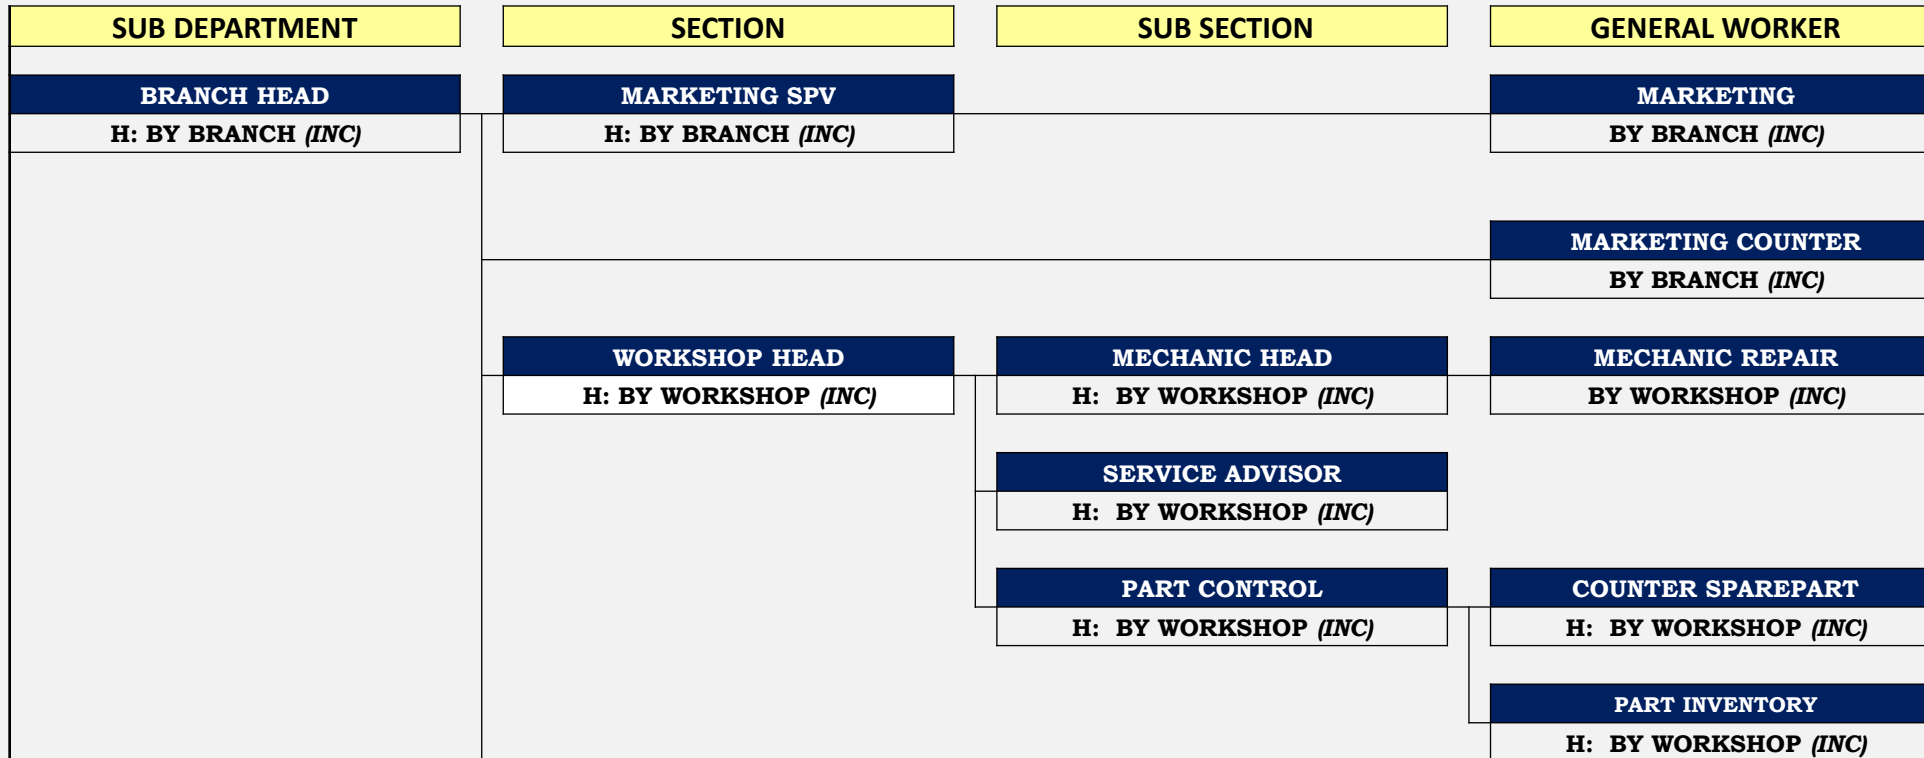 SUB DEPARTMENT
SECTION
SUB SECTION
GENERAL WORKER
BRANCH HEAD
MARKETING SPV
MARKETING
H: BY BRANCH (INC)
H: BY BRANCH (INC)
BY BRANCH (INC)
MARKETING COUNTER
BY BRANCH (INC)
WORKSHOP HEAD
MECHANIC HEAD
MECHANIC REPAIR
H: BY WORKSHOP (INC)
H: BY WORKSHOP (INC)
BY WORKSHOP (INC)
SERVICE ADVISOR
H: BY WORKSHOP (INC)
PART CONTROL
COUNTER SPAREPART
H: BY WORKSHOP (INC)
H: BY WORKSHOP (INC)
PART INVENTORY
H: BY WORKSHOP (INC)